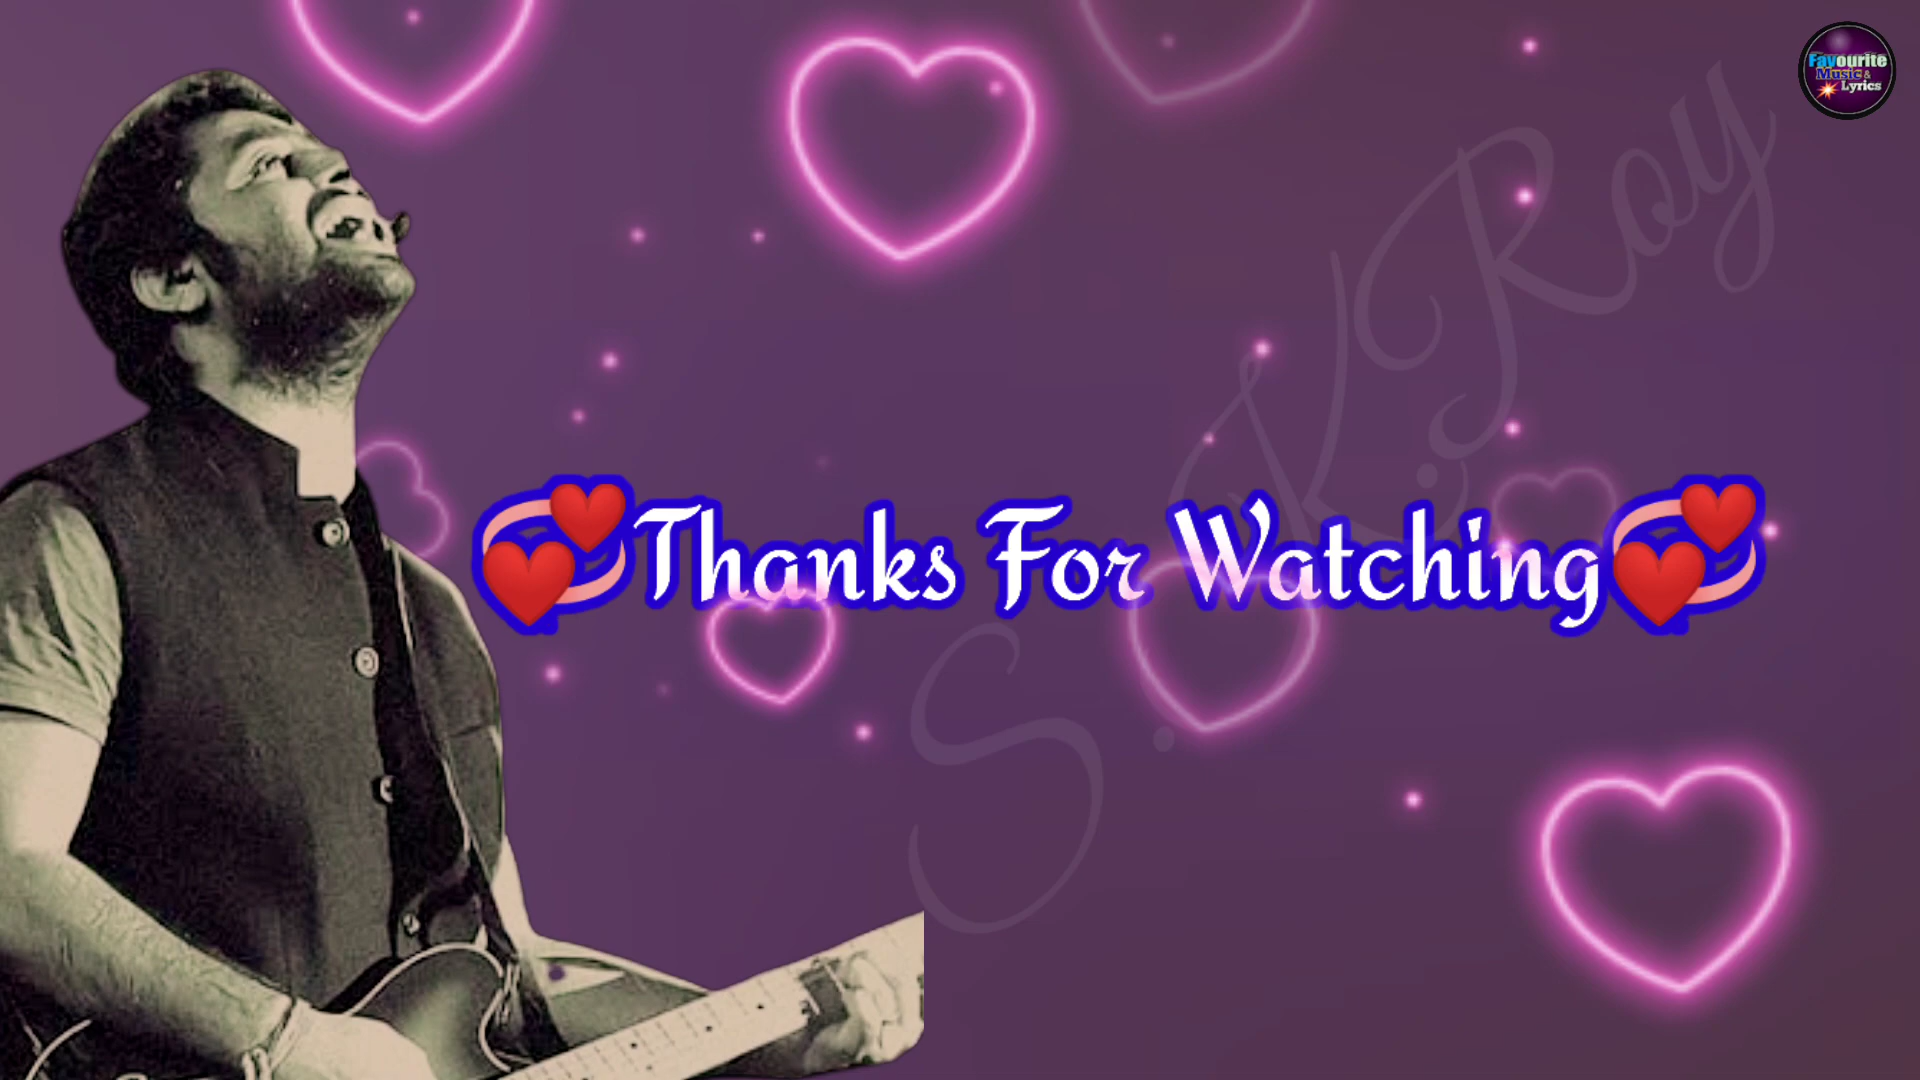 Favourite
Music &
Lyrics
S.K.Roy
💞Thanks For Watching💞